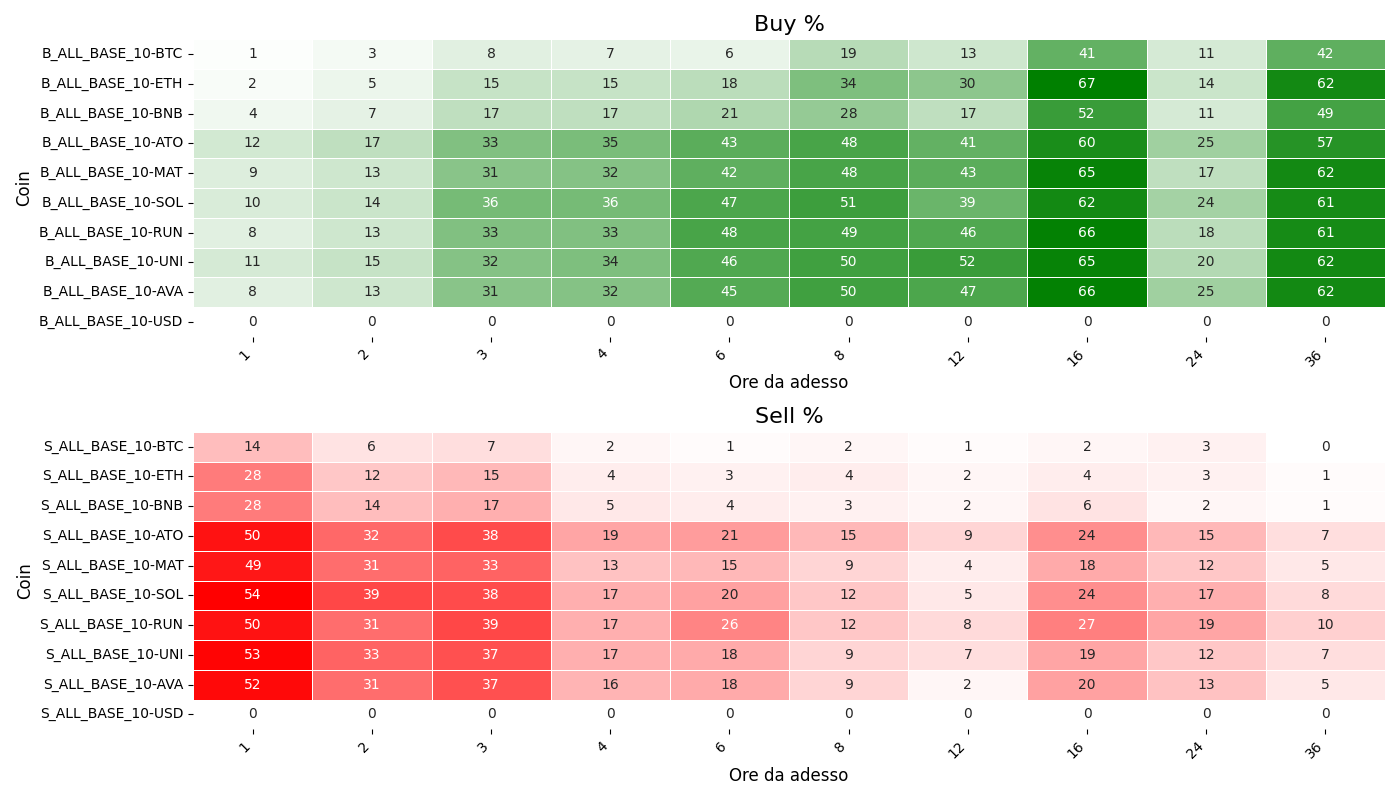 Buy %
Coin
B_ALL_BASE_10-BTC 1 3 8 7 6 19 13 41 11 42
B_ALL_BASE_10-ETH 2 5 15 15 18 34 30 67 14 62
B_ALL_BASE_10-BNB 4 7 17 17 21 28 17 52 11 49
B_ALL_BASE_10-ATO 12 17 33 35 43 48 41 60 25 57
B_ALL_BASE_10-MAT 9 13 31 32 42 48 43 65 17 62
B_ALL_BASE_10-SOL 10 14 36 36 47 51 39 62 24 61
B_ALL_BASE_10-RUN 8 13 33 33 48 49 46 66 18 61
B_ALL_BASE_10-UNI 11 15 32 34 46 50 52 65 20 62
B_ALL_BASE_10-AVA 8 13 31 32 45 50 47 66 25 62
B_ALL_BASE_10-USD 0 0 0 0 0 0 0 0 0 0
1 2 3 4 6 8 12 16 24 36
Ore da adesso
Sell %
Coin
S_ALL_BASE_10-BTC 14 6 7 2 1 2 1 2 3 0
S_ALL_BASE_10-ETH 28 12 15 4 3 4 2 4 3 1
S_ALL_BASE_10-BNB 28 14 17 5 4 3 2 6 2 1
S_ALL_BASE_10-ATO 50 32 38 19 21 15 9 24 15 7
S_ALL_BASE_10-MAT 49 31 33 13 15 9 4 18 12 5
S_ALL_BASE_10-SOL 54 39 38 17 20 12 5 24 17 8
S_ALL_BASE_10-RUN 50 31 39 17 26 12 8 27 19 10
S_ALL_BASE_10-UNI 53 33 37 17 18 9 7 19 12 7
S_ALL_BASE_10-AVA 52 31 37 16 18 9 2 20 13 5
S_ALL_BASE_10-USD 0 0 0 0 0 0 0 0 0 0
1 2 3 4 6 8 12 16 24 36
Ore da adesso